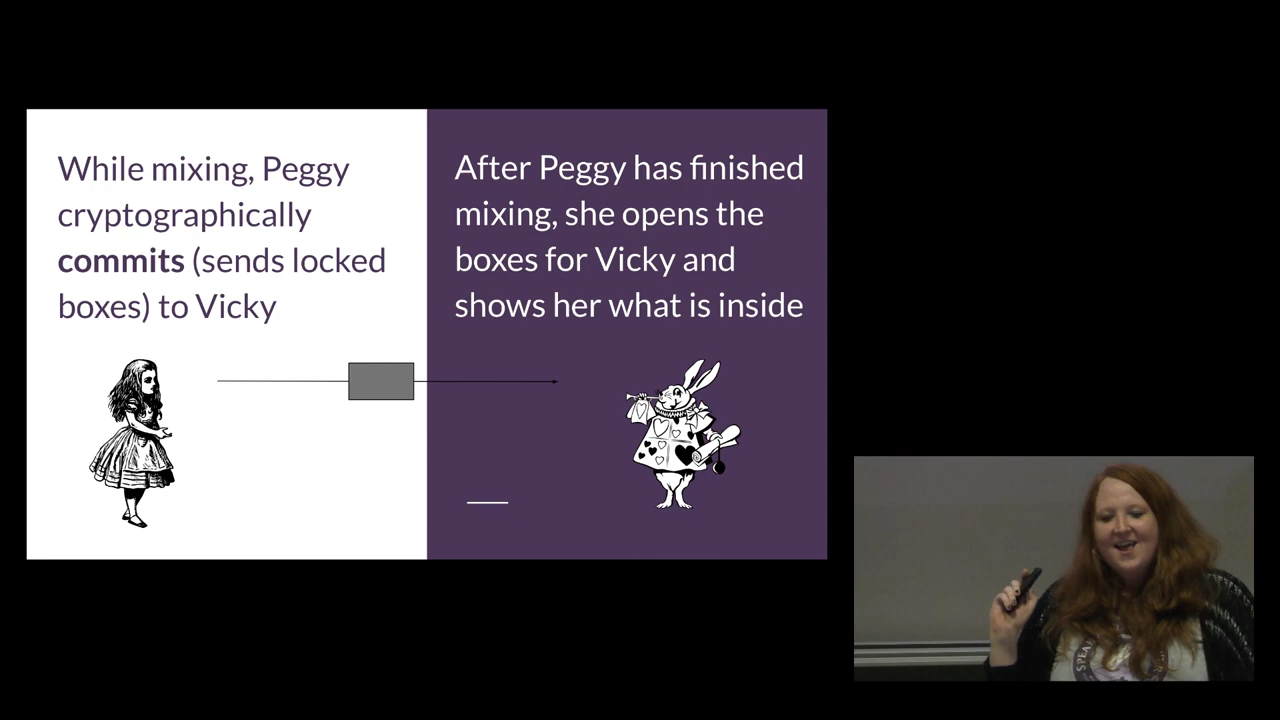 While mixing, Peggy
cryptographically
commits (sends locked
boxes) to Vicky
After Peggy has finished
mixing, she opens the
boxes for Vicky and
shows her what is inside